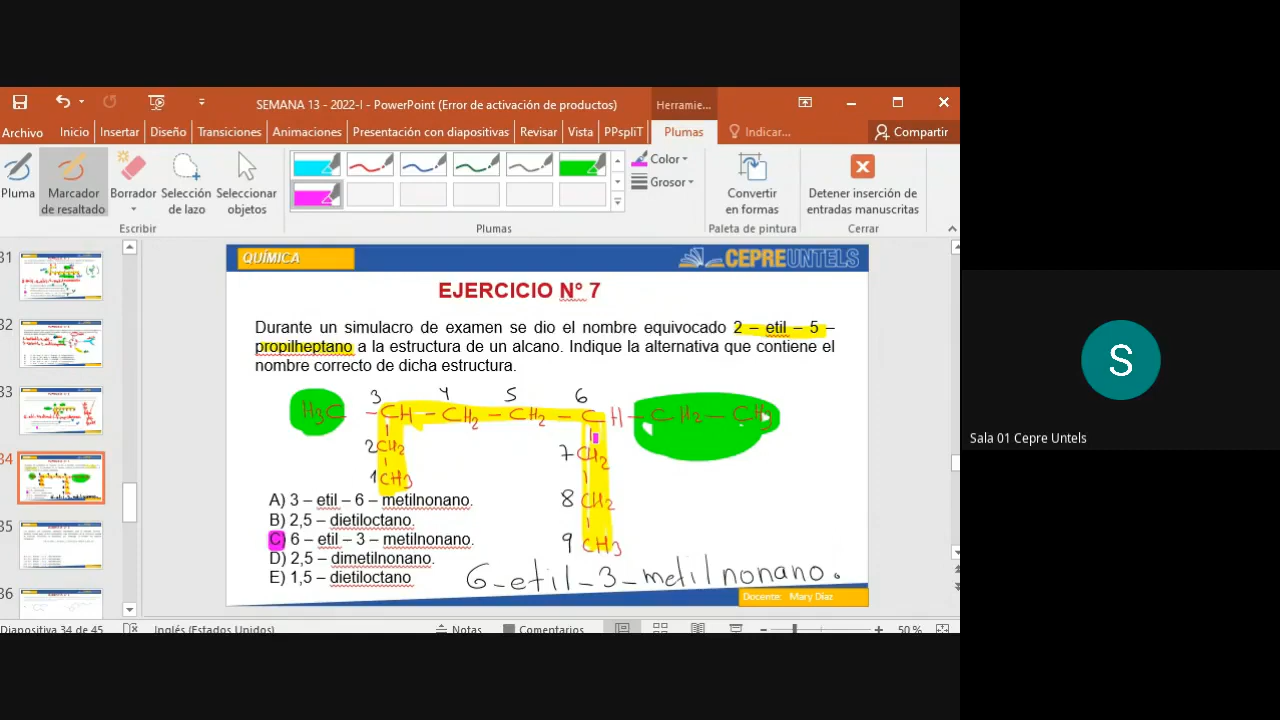 SEMANA 13 - 2022-I - PowerPoint (Error de activación de productos)
Herramie...
Archivo Inicio Insertar Diseño Transiciones Animaciones Presentación con diapositivas Revisar Vista PPspliT Plumas Indicar... Compartir
Pluma
Marcador de resaltado
Borrador
Selección de lazo
Seleccionar objetos
Color
Grosor
Convertir en formas
Detener inserción de entradas manuscritas
Escribir
Plumas
Paleta de pintura
Cerrar
31
32
33
34
35
36
QUÍMICA
CEPREUNTELS
EJERCICIO N° 7
Durante un simulacro de examen se dio el nombre equivocado 2 – etil – 5 –
propilheptano a la estructura de un alcano. Indique la alternativa que contiene el
nombre correcto de dicha estructura.
3 4 5 6
H3C – CH – CH2 – CH2 – CH – CH2 – CH3
2 CH2 7 CH2
1 CH3
8 CH2
9 CH3
A) 3 – etil – 6 – metilnonano.
B) 2,5 – dietiloctano.
C) 6 – etil – 3 – metilnonano.
D) 2,5 – dimetilnonano.
E) 1,5 – dietiloctano.
6-etil-3-metilnonano.
Docente: Mary Díaz
Diapositiva 34 de 45 Inglés (Estados Unidos) Notas Comentarios 50 %
S
Sala 01 Cepre Untels